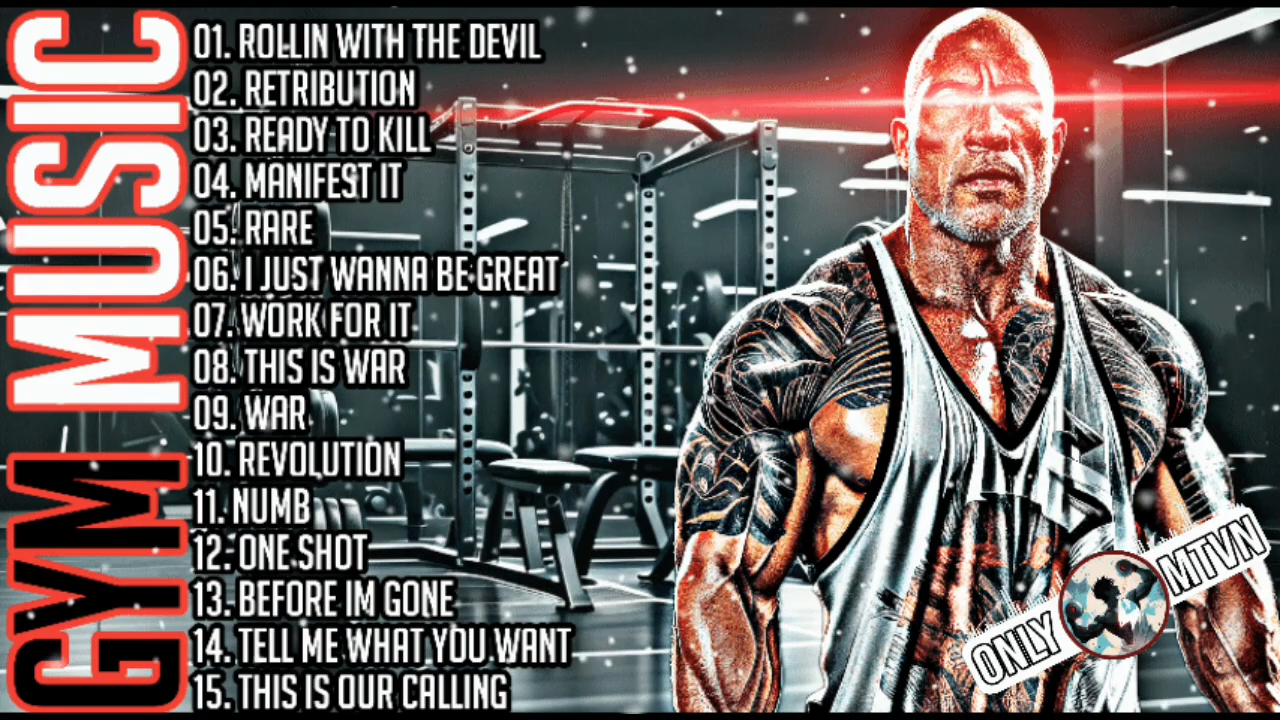 GYM MUSIC
01. ROLLIN WITH THE DEVIL
02. RETRIBUTION
03. READY TO KILL
04. MANIFEST IT
05. RARE
06. I JUST WANNA BE GREAT
07. WORK FOR IT
08. THIS IS WAR
09. WAR
10. REVOLUTION
11. NUMB
12. ONE SHOT
13. BEFORE IM GONE
14. TELL ME WHAT YOU WANT
15. THIS IS OUR CALLING
ONLY MTVN